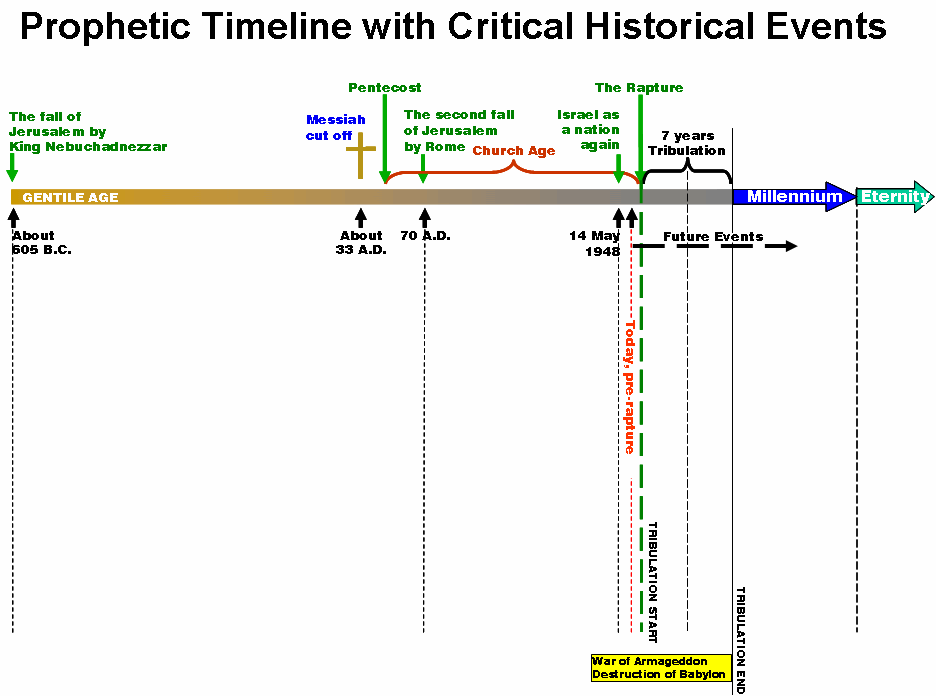 Prophetic Timeline with Critical Historical Events
Pentecost
The Rapture
The fall of
Jerusalem by
King Nebuchadnezzar
Messiah
cut off
The second fall
of Jerusalem
by Rome
Church Age
Israel as
a nation
again
7 years
Tribulation
GENTILE AGE
Millennium
Eternity
About
605 B.C.
About
33 A.D.
70 A.D.
14 May
1948
Future Events
Today, pre-rapture
TRIBULATION START
TRIBULATION END
War of Armageddon
Destruction of Babylon